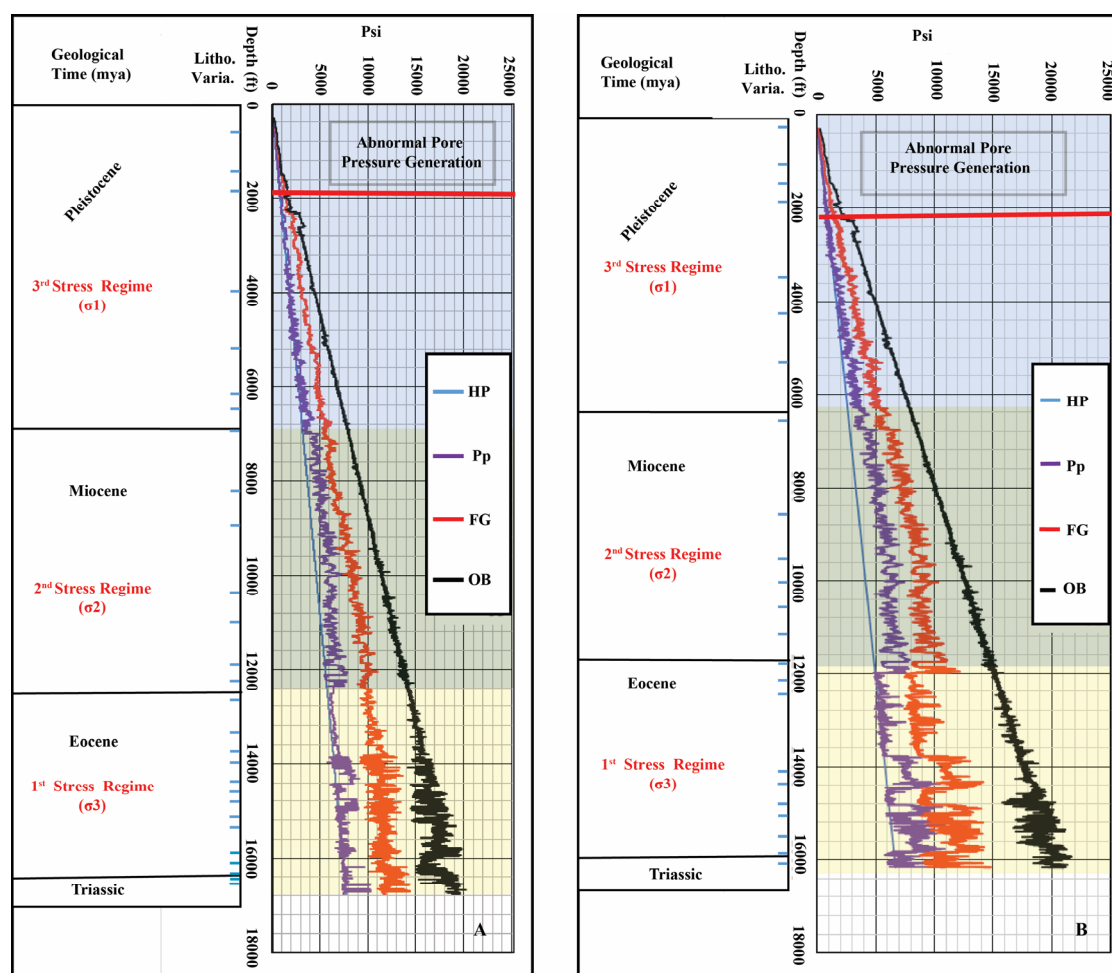 Psi
Geological
Time (mya)
Litho.
Varia.
Depth (ft)
0
5000
10000
15000
20000
25000
0
2000
4000
6000
8000
10000
12000
14000
16000
18000
Abnormal Pore
Pressure Generation
Pleistocene
3rd Stress Regime
(σ1)
HP
Pp
FG
OB
Miocene
2nd Stress Regime
(σ2)
Eocene
1st Stress Regime
(σ3)
Triassic
A
Psi
Geological
Time (mya)
Litho.
Varia.
Depth (ft)
0
5000
10000
15000
20000
25000
0
2000
4000
6000
8000
10000
12000
14000
16000
18000
Abnormal Pore
Pressure Generation
Pleistocene
3rd Stress Regime
(σ1)
HP
Pp
FG
OB
Miocene
2nd Stress Regime
(σ2)
Eocene
1st Stress Regime
(σ3)
Triassic
B